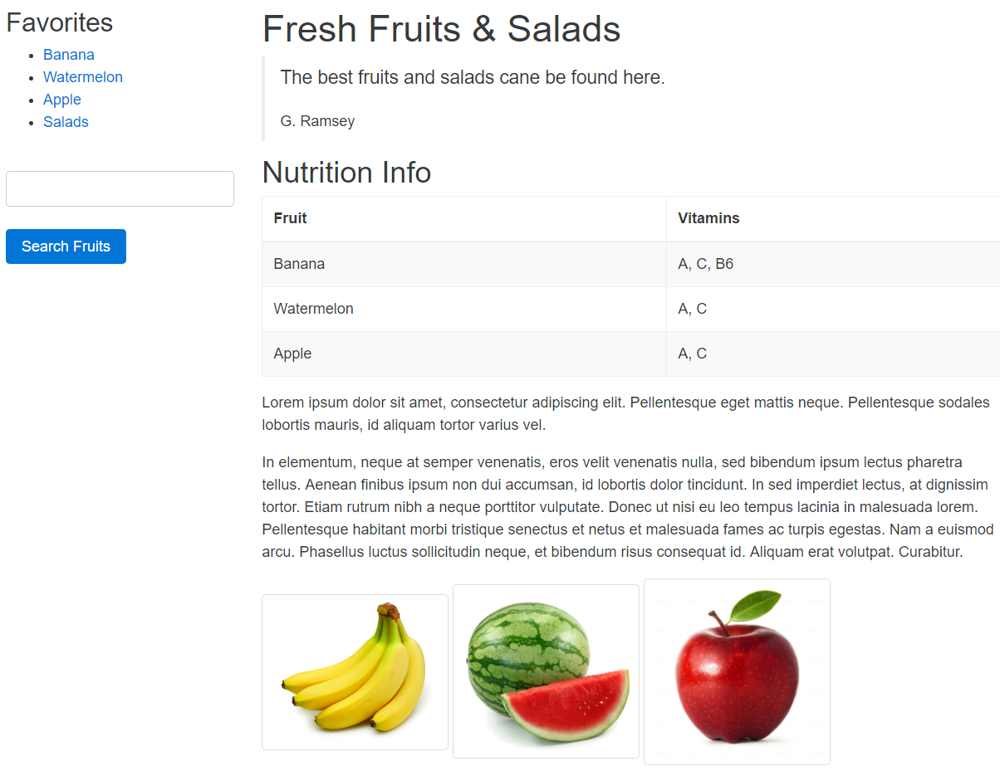 Favorites
Banana
Watermelon
Apple
Salads
Search Fruits
Fresh Fruits & Salads
The best fruits and salads cane be found here.
G. Ramsey
Nutrition Info
Fruit Vitamins
Banana A, C, B6
Watermelon A, C
Apple A, C
Lorem ipsum dolor sit amet, consectetur adipiscing elit. Pellentesque eget mattis neque. Pellentesque sodales
lobortis mauris, id aliquam tortor varius vel.
In elementum, neque at semper venenatis, eros velit venenatis nulla, sed bibendum ipsum lectus pharetra
tellus. Aenean finibus ipsum non dui accumsan, id lobortis dolor tincidunt. In sed imperdiet lectus, at dignissim
tortor. Etiam rutrum nibh a neque porttitor vulputate. Donec ut nisi eu leo tempus lacinia in malesuada lorem.
Pellentesque habitant morbi tristique senectus et netus et malesuada fames ac turpis egestas. Nam a euismod
arcu. Phasellus luctus sollicitudin neque, et bibendum risus consequat id. Aliquam erat volutpat. Curabitur.